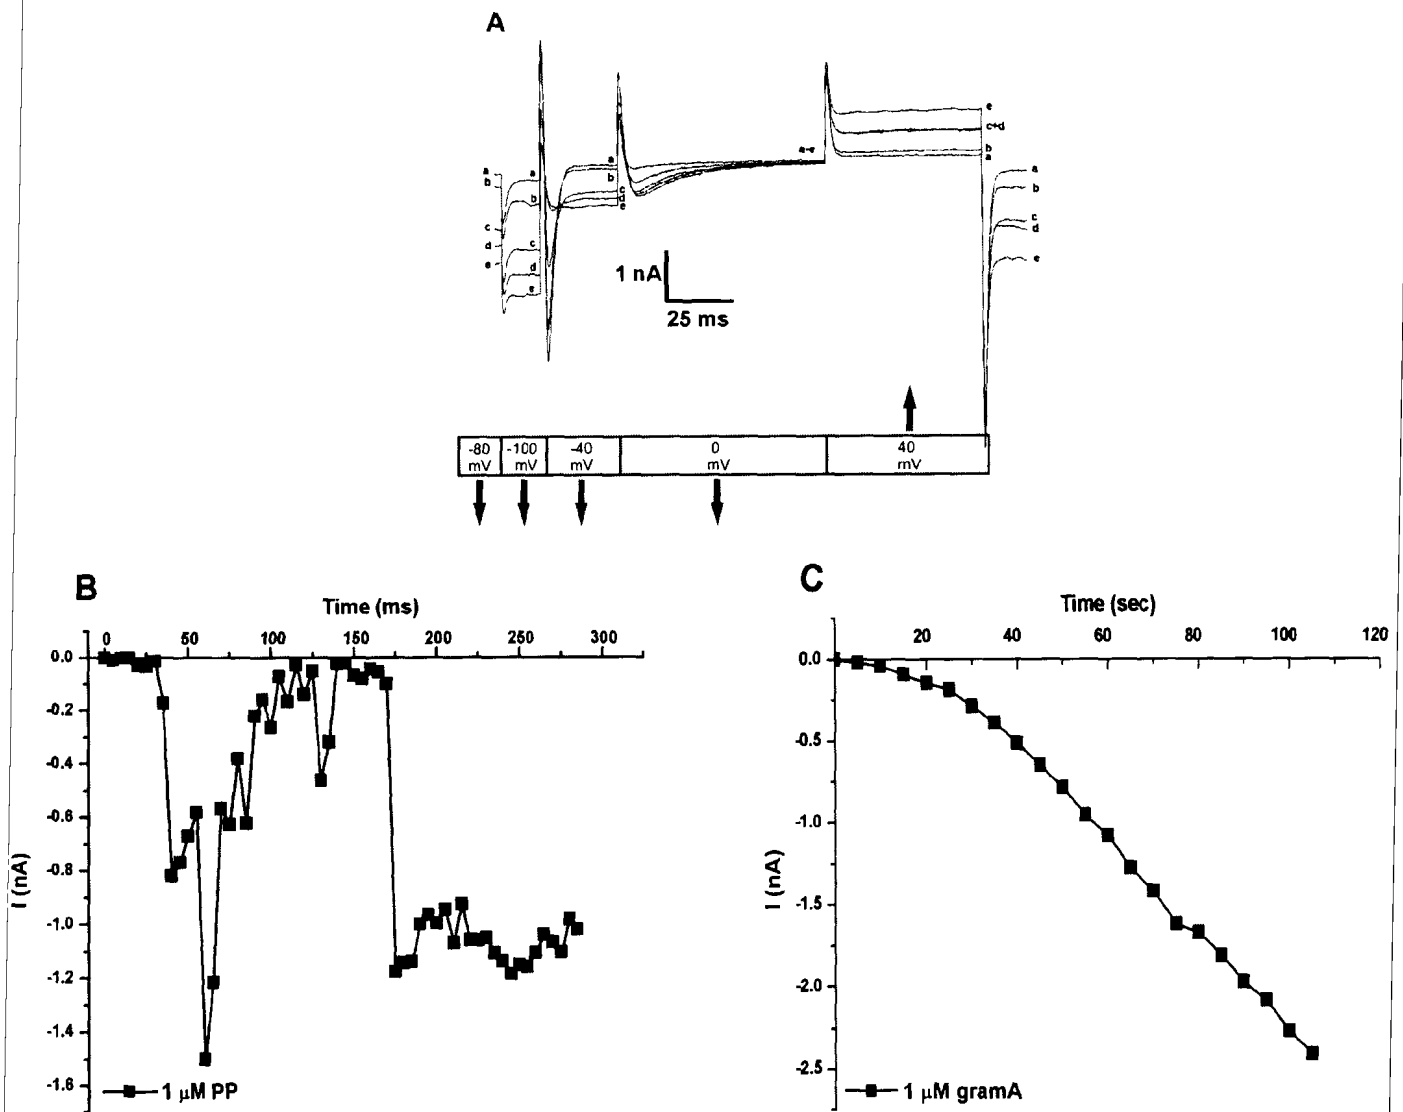 A
a
b
c
d
e
a
b
c
d
e
a
b
c
d
e
a-e
e
c+d
b
a
a
b
c
d
e
1 nA
25 ms
-80 -100 -40 0 40
mV mV mV mV mV
B
Time (ms)
0 50 100 150 200 250 300
0.0
-0.2
-0.4
-0.6
-0.8
-1.0
-1.2
-1.4
-1.6
I (nA)
1 μM PP
C
Time (sec)
20 40 60 80 100 120
0.0
-0.5
-1.0
-1.5
-2.0
-2.5
I (nA)
1 μM gramA